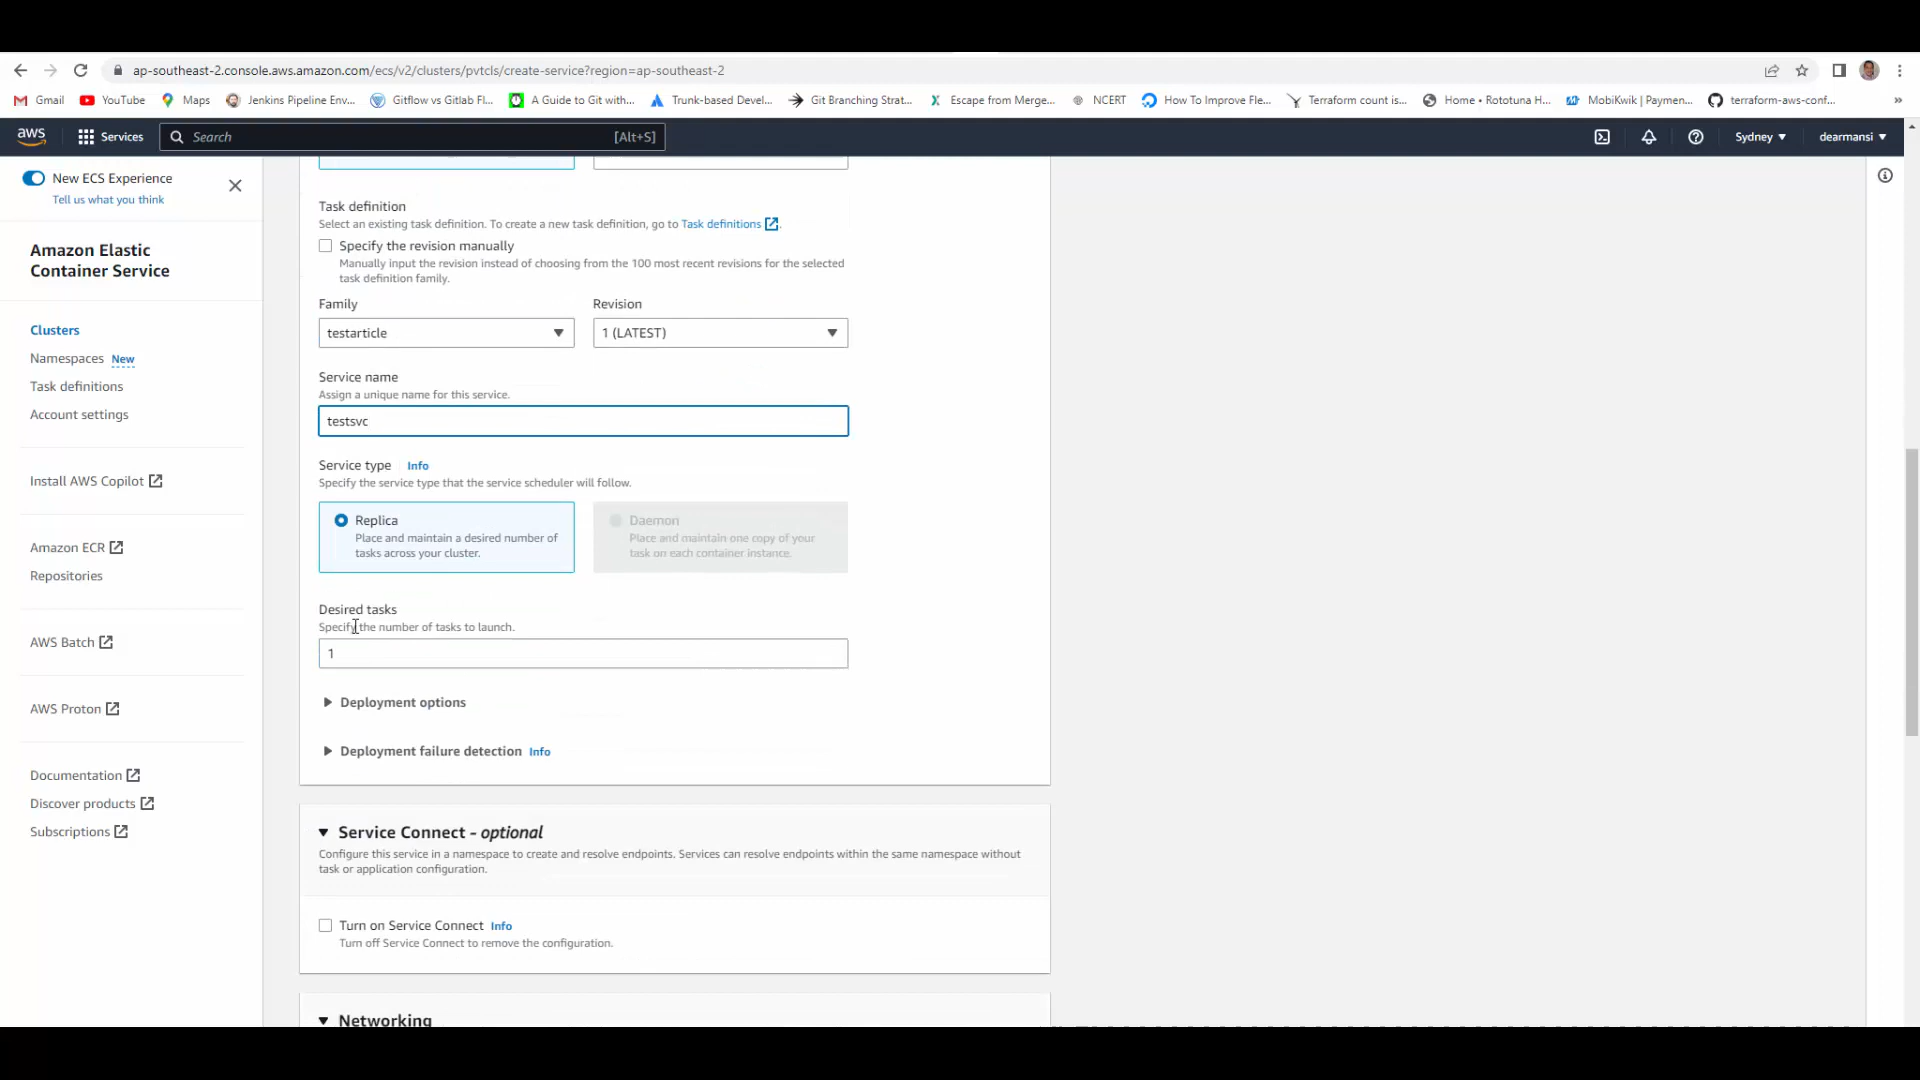 ap-southeast-2.console.aws.amazon.com/ecs/v2/clusters/pvtcls/create-service?region=ap-southeast-2
Gmail YouTube Maps Jenkins Pipeline Env... Gitflow vs Gitlab Fl... A Guide to Git with... Trunk-based Devel... Git Branching Strat... Escape from Merge... NCERT How To Improve Fle... Terraform count is... Home • Rototuna H... MobiKwik | Paymen... terraform-aws-conf... »
aws Services Search [Alt+S] Sydney dearmansi
New ECS Experience
Tell us what you think
Amazon Elastic
Container Service
Clusters
Namespaces New
Task definitions
Account settings
Install AWS Copilot
Amazon ECR
Repositories
AWS Batch
AWS Proton
Documentation
Discover products
Subscriptions
Task definition
Select an existing task definition. To create a new task definition, go to Task definitions.
Specify the revision manually
Manually input the revision instead of choosing from the 100 most recent revisions for the selected
task definition family.
Family Revision
testarticle 1 (LATEST)
Service name
Assign a unique name for this service.
testsvc
Service type Info
Specify the service type that the service scheduler will follow.
Replica
Place and maintain a desired number of
tasks across your cluster.
Daemon
Place and maintain one copy of your
task on each container instance.
Desired tasks
Specify the number of tasks to launch.
1
Deployment options
Deployment failure detection Info
Service Connect - optional
Configure this service in a namespace to create and resolve endpoints. Services can resolve endpoints within the same namespace without
task or application configuration.
Turn on Service Connect Info
Turn off Service Connect to remove the configuration.
Networking